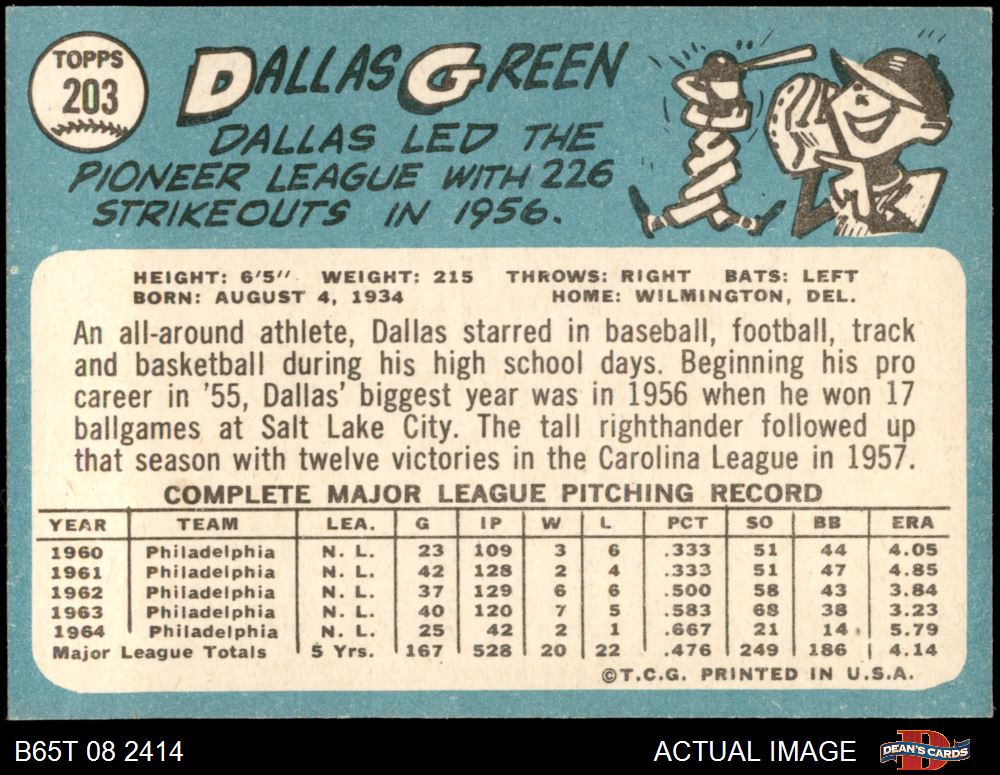 TOPPS
203
DALLAS GREEN
DALLAS LED THE
PIONEER LEAGUE WITH 226
STRIKEOUTS IN 1956.
HEIGHT: 6'5" WEIGHT: 215 THROWS: RIGHT BATS: LEFT
BORN: AUGUST 4, 1934 HOME: WILMINGTON, DEL.
An all-around athlete, Dallas starred in baseball, football, track
and basketball during his high school days. Beginning his pro
career in '55, Dallas' biggest year was in 1956 when he won 17
ballgames at Salt Lake City. The tall righthander followed up
that season with twelve victories in the Carolina League in 1957.
COMPLETE MAJOR LEAGUE PITCHING RECORD
YEAR TEAM LEA. G IP W L PCT SO BB ERA
1960 Philadelphia N. L. 23 109 3 6 .333 51 44 4.05
1961 Philadelphia N. L. 42 128 2 4 .333 51 47 4.85
1962 Philadelphia N. L. 37 129 6 6 .500 58 43 3.84
1963 Philadelphia N. L. 40 120 7 5 .583 68 38 3.23
1964 Philadelphia N. L. 25 42 2 1 .667 21 14 5.79
Major League Totals 5 Yrs. 167 528 20 22 .476 249 186 4.14
©T.C.G. PRINTED IN U.S.A.
B65T 08 2414 ACTUAL IMAGE DEAN'S CARDS